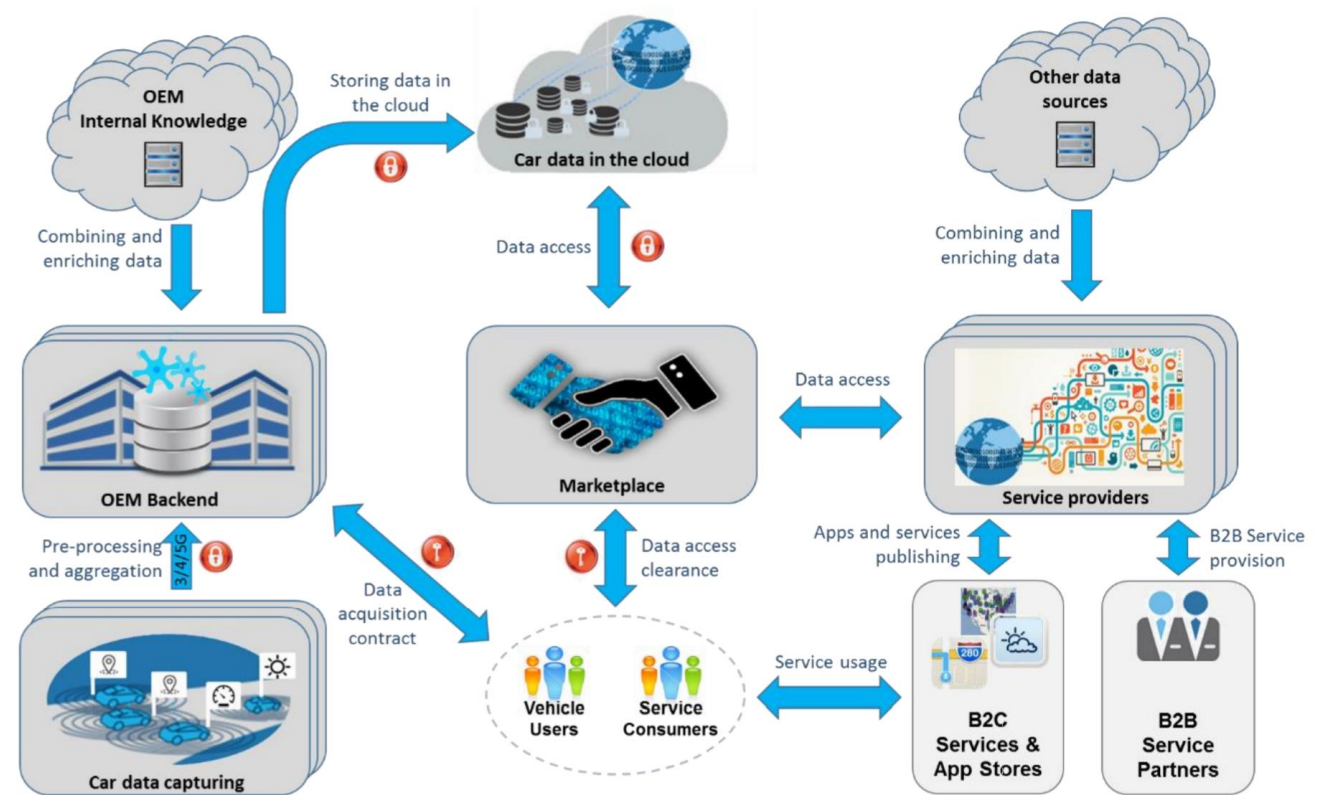 OEM
Internal Knowledge
Storing data in
the cloud
Car data in the cloud
Other data
sources
Combining and
enriching data
Data access
Combining and
enriching data
OEM Backend
Marketplace
Data access
Service providers
Pre-processing
and aggregation
3/4/5G
Data
acquisition
contract
Data access
clearance
Apps and services
publishing
B2B Service
provision
Car data capturing
Vehicle
Users
Service
Consumers
Service usage
280
B2C
Services &
App Stores
B2B
Service
Partners